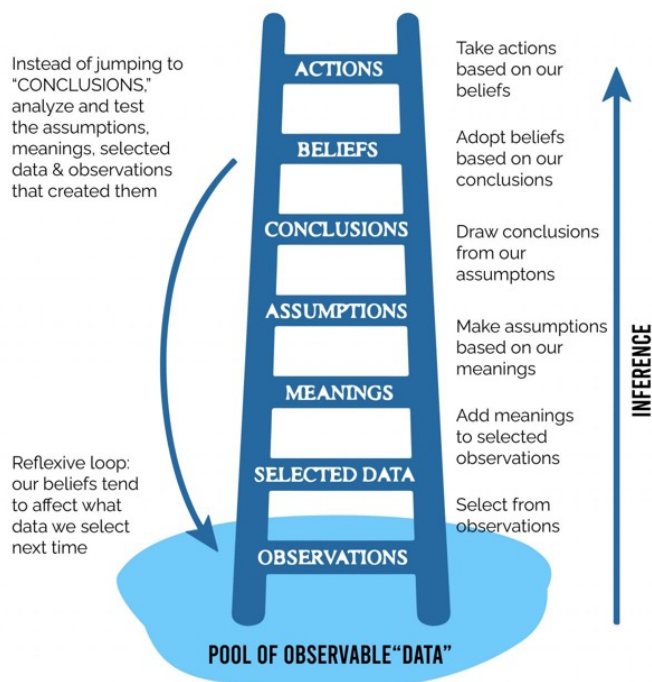 Instead of jumping to
“CONCLUSIONS,”
analyze and test
the assumptions,
meanings, selected
data & observations
that created them
Reflexive loop:
our beliefs tend
to affect what
data we select
next time
ACTIONS
BELIEFS
CONCLUSIONS
ASSUMPTIONS
MEANINGS
SELECTED DATA
OBSERVATIONS
POOL OF OBSERVABLE“DATA”
Take actions
based on our
beliefs
Adopt beliefs
based on our
conclusions
Draw conclusions
from our
assumptons
Make assumptions
based on our
meanings
Add meanings
to selected
observations
Select from
observations
INFERENCE